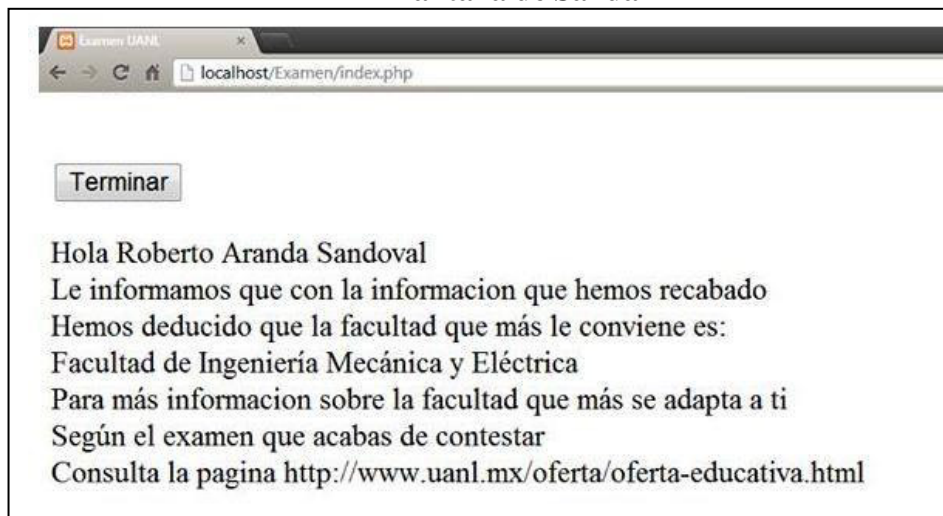 Examen UANL
localhost/Examen/index.php
Terminar
Hola Roberto Aranda Sandoval
Le informamos que con la informacion que hemos recabado
Hemos deducido que la facultad que más le conviene es:
Facultad de Ingeniería Mecánica y Eléctrica
Para más informacion sobre la facultad que más se adapta a ti
Según el examen que acabas de contestar
Consulta la pagina http://www.uanl.mx/oferta/oferta-educativa.html